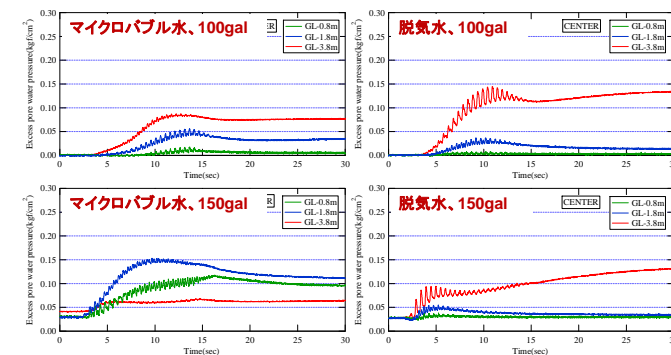 マイクロバブル水、100gal
GL-0.8m
GL-1.8m
GL-3.8m
Excess pore water pressure(kgf/cm2)
0.30
0.25
0.20
0.15
0.10
0.05
0.00
0 5 10 15 20 25 30
Time(sec)
脱気水、100gal
CENTER
GL-0.8m
GL-1.8m
GL-3.8m
Excess pore water pressure(kgf/cm2)
0.30
0.25
0.20
0.15
0.10
0.05
0.00
0 5 10 15 20 25 30
Time(sec)
マイクロバブル水、150gal
GL-0.8m
GL-1.8m
GL-3.8m
Excess pore water pressure(kgf/cm2)
0.30
0.25
0.20
0.15
0.10
0.05
0.00
0 5 10 15 20 25 30
Time(sec)
脱気水、150gal
CENTER
GL-0.8m
GL-1.8m
GL-3.8m
Excess pore water pressure(kgf/cm2)
0.30
0.25
0.20
0.15
0.10
0.05
0.00
0 5 10 15 20 25
Time(sec)